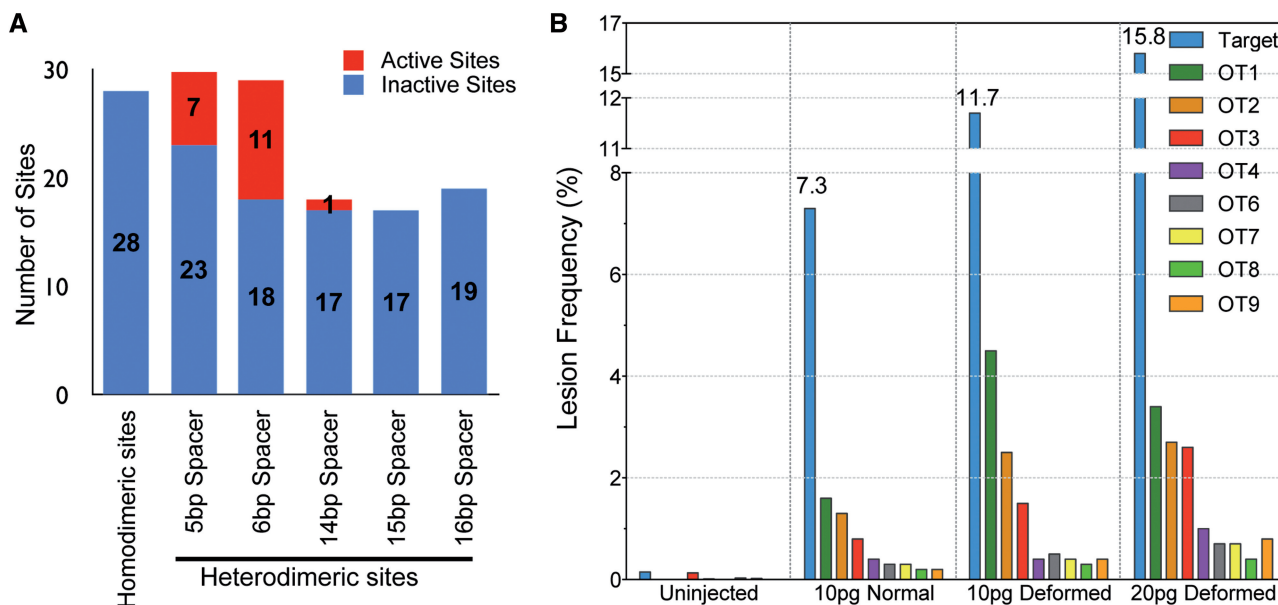 A
Number of Sites
30
20
10
0
Active Sites
Inactive Sites
28
7
23
11
18
1
17
17
19
Homodimeric sites
5bp Spacer
6bp Spacer
14bp Spacer
15bp Spacer
16bp Spacer
Heterodimeric sites
B
Lesion Frequency (%)
17
15
12
11
8
6
4
2
0
7.3
11.7
15.8
Target
OT1
OT2
OT3
OT4
OT6
OT7
OT8
OT9
Uninjected
10pg Normal
10pg Deformed
20pg Deformed